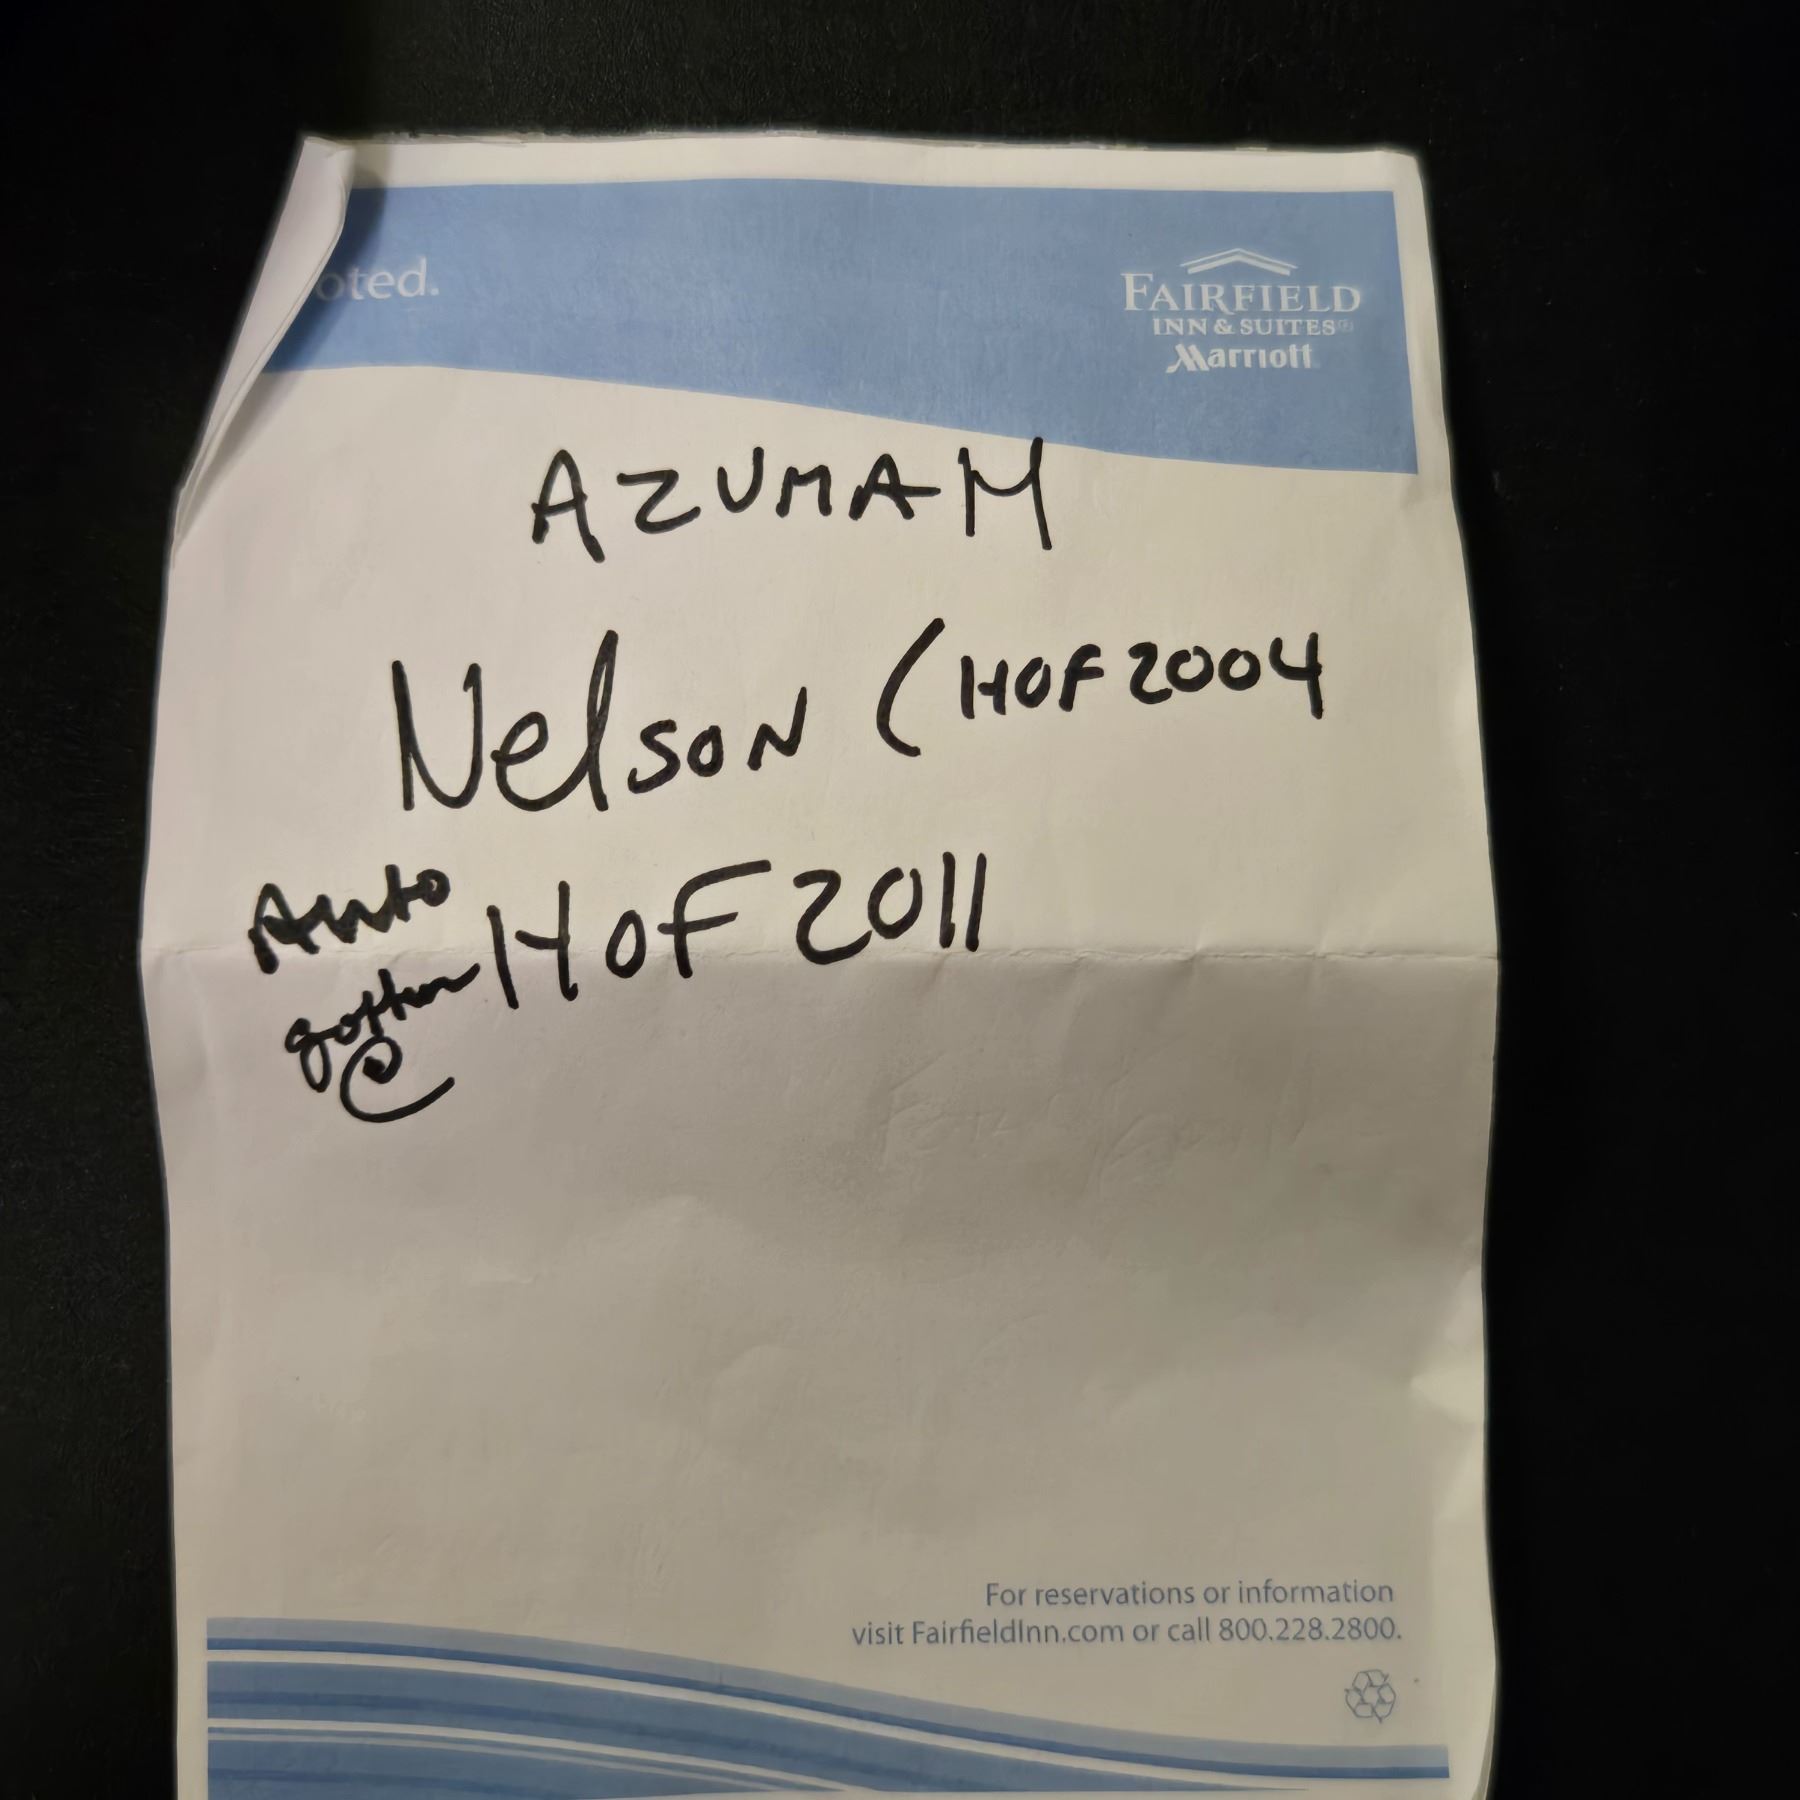 oted.
FAIRFIELD
INN & SUITES®
Marriott
AZUMAH
Nelson (HOF 2004
Auto
gotten
@ HOF 2011
For reservations or information
visit FairfieldInn.com or call 800.228.2800.